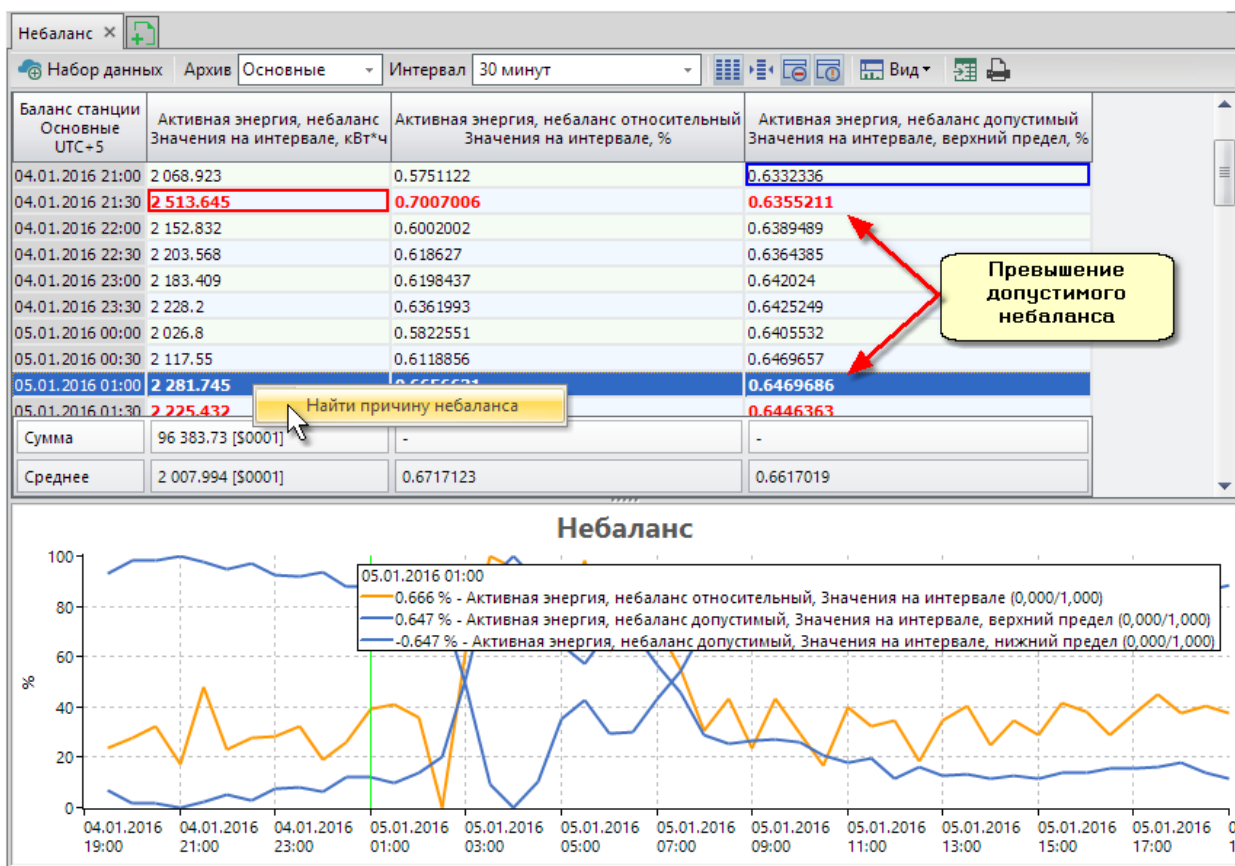 Небаланс
Набор данных Архив Основные Интервал 30 минут Вид
Баланс станции
Основные
UTC+5
Активная энергия, небаланс
Значения на интервале, кВт*ч
Активная энергия, небаланс относительный
Значения на интервале, %
Активная энергия, небаланс допустимый
Значения на интервале, верхний предел, %
04.01.2016 21:00 2 068.923 0.5751122 0.6332336
04.01.2016 21:30 2 513.645 0.7007006 0.6355211
04.01.2016 22:00 2 152.832 0.6002002 0.6389489
04.01.2016 22:30 2 203.568 0.618627 0.6364385
04.01.2016 23:00 2 183.409 0.6198437 0.642024
04.01.2016 23:30 2 228.2 0.6361993 0.6425249
05.01.2016 00:00 2 026.8 0.5822551 0.6405532
05.01.2016 00:30 2 117.55 0.6118856 0.6469657
05.01.2016 01:00 2 281.745 0.6469686
05.01.2016 01:30 2 225.432 0.6446363
Превышение
допустимого
небаланса
Найти причину небаланса
Сумма 96 383.73 [$0001] - -
Среднее 2 007.994 [$0001] 0.6717123 0.6617019
Небаланс
05.01.2016 01:00
0.666 % - Активная энергия, небаланс относительный, Значения на интервале (0,000/1,000)
0.647 % - Активная энергия, небаланс допустимый, Значения на интервале, верхний предел (0,000/1,000)
-0.647 % - Активная энергия, небаланс допустимый, Значения на интервале, нижний предел (0,000/1,000)
100
80
60
%
40
20
0
04.01.2016 04.01.2016 04.01.2016 05.01.2016 05.01.2016 05.01.2016 05.01.2016 05.01.2016 05.01.2016 05.01.2016 05.01.2016 05.01.2016
19:00 21:00 23:00 01:00 03:00 05:00 07:00 09:00 11:00 13:00 15:00 17:00